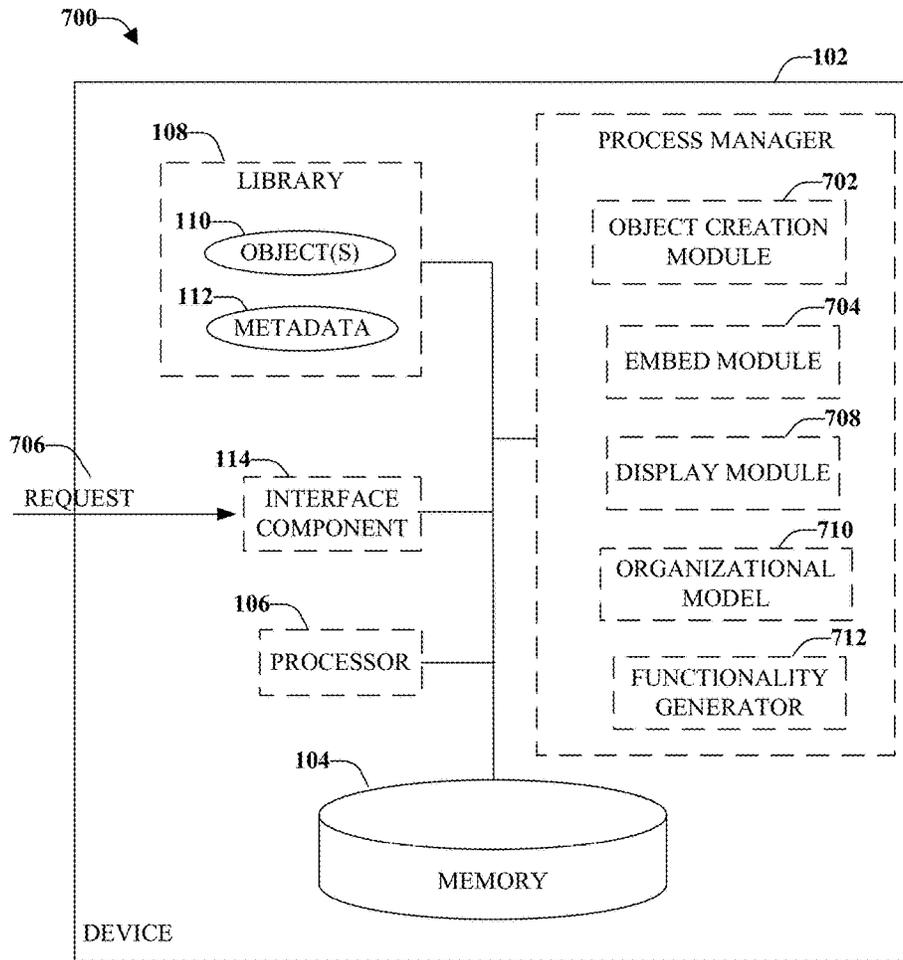 700
102
108
LIBRARY
110
OBJECT(S)
112
METADATA
PROCESS MANAGER
702
OBJECT CREATION
MODULE
704
EMBED MODULE
708
DISPLAY MODULE
710
ORGANIZATIONAL
MODEL
712
FUNCTIONALITY
GENERATOR
706
REQUEST
114
INTERFACE
COMPONENT
106
PROCESSOR
104
MEMORY
DEVICE